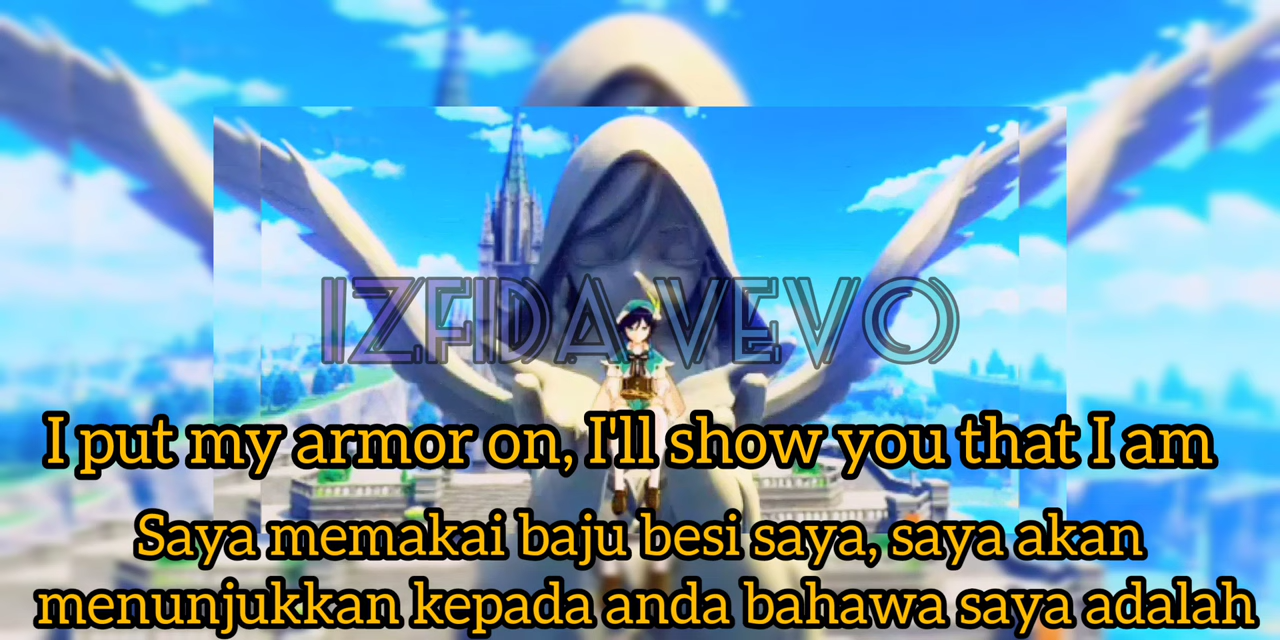 IZFIDA VEVO
I put my armor on, I'll show you that I am
Saya memakai baju besi saya, saya akan
menunjukkan kepada anda bahawa saya adalah